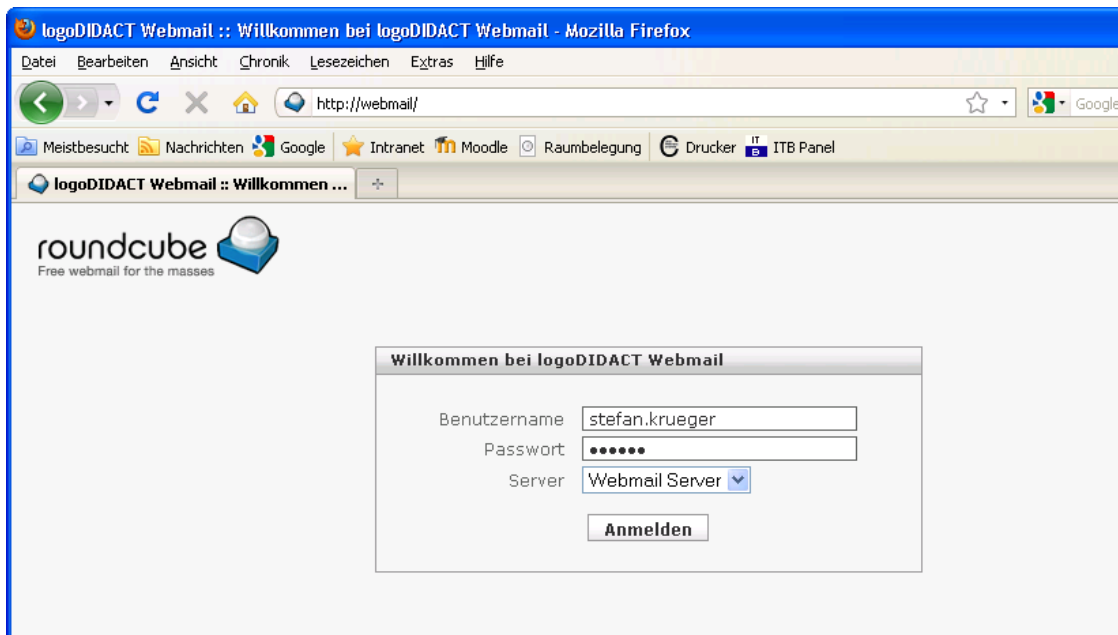 logoDIDACT Webmail :: Willkommen bei logoDIDACT Webmail - Mozilla Firefox
Datei Bearbeiten Ansicht Chronik Lesezeichen Extras Hilfe
http://webmail/ Google
Meistbesucht Nachrichten Google Intranet Moodle Raumbelegung Drucker IT B ITB Panel
logoDIDACT Webmail :: Willkommen ...
roundcube
Free webmail for the masses
Willkommen bei logoDIDACT Webmail
Benutzername stefan.krueger
Passwort ••••••
Server Webmail Server
Anmelden